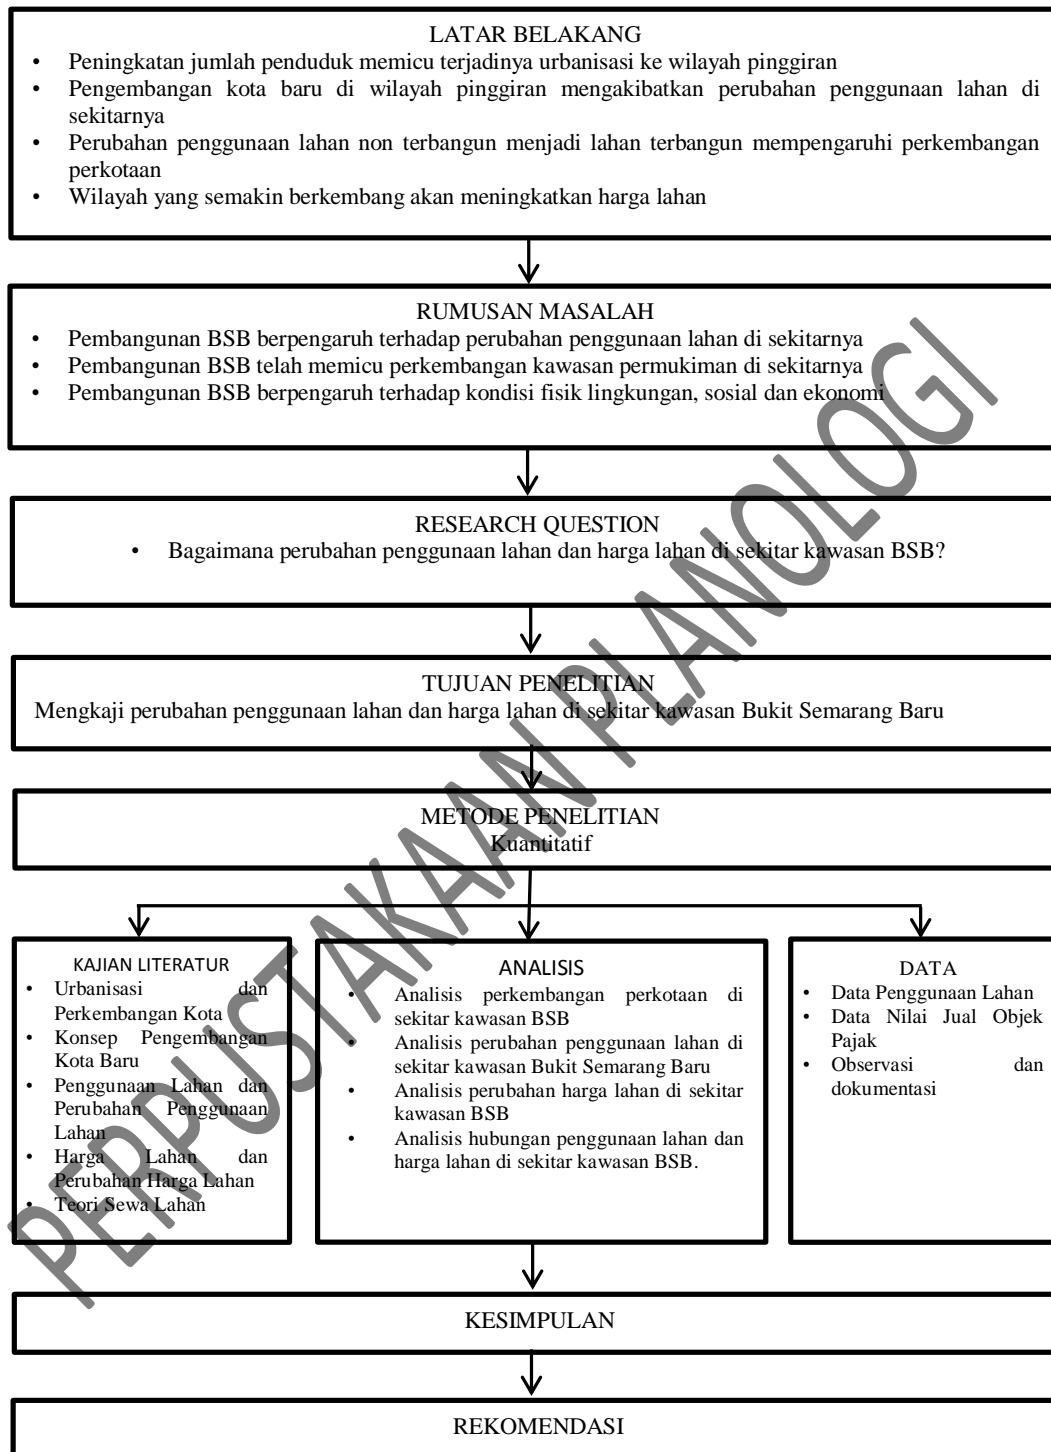 LATAR BELAKANG
• Peningkatan jumlah penduduk memicu terjadinya urbanisasi ke wilayah pinggiran
• Pengembangan kota baru di wilayah pinggiran mengakibatkan perubahan penggunaan lahan di
sekitarnya
• Perubahan penggunaan lahan non terbangun menjadi lahan terbangun mempengaruhi perkembangan
perkotaan
• Wilayah yang semakin berkembang akan meningkatkan harga lahan
RUMUSAN MASALAH
• Pembangunan BSB berpengaruh terhadap perubahan penggunaan lahan di sekitarnya
• Pembangunan BSB telah memicu perkembangan kawasan permukiman di sekitarnya
• Pembangunan BSB berpengaruh terhadap kondisi fisik lingkungan, sosial dan ekonomi
RESEARCH QUESTION
• Bagaimana perubahan penggunaan lahan dan harga lahan di sekitar kawasan BSB?
TUJUAN PENELITIAN
Mengkaji perubahan penggunaan lahan dan harga lahan di sekitar kawasan Bukit Semarang Baru
METODE PENELITIAN
Kuantitatif
KAJIAN LITERATUR
• Urbanisasi dan
Perkembangan Kota
• Konsep Pengembangan
Kota Baru
• Penggunaan Lahan dan
Perubahan Penggunaan
Lahan
• Harga Lahan dan
Perubahan Harga Lahan
• Teori Sewa Lahan
ANALISIS
• Analisis perkembangan perkotaan di
sekitar kawasan BSB
• Analisis perubahan penggunaan lahan di
sekitar kawasan Bukit Semarang Baru
• Analisis perubahan harga lahan di sekitar
kawasan BSB
• Analisis hubungan penggunaan lahan dan
harga lahan di sekitar kawasan BSB.
DATA
• Data Penggunaan Lahan
• Data Nilai Jual Objek
Pajak
• Observasi dan
dokumentasi
KESIMPULAN
REKOMENDASI
PERPUSTAKAAN PLANOLOGI